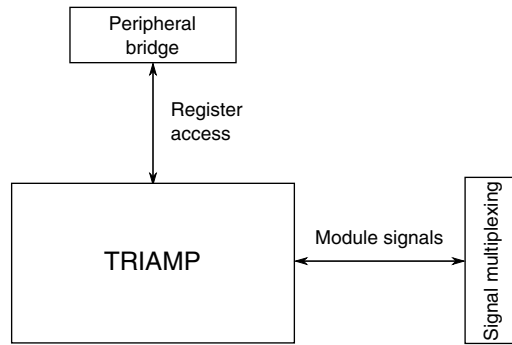 Peripheral
bridge
Register
access
TRIAMP
Module signals
Signal multiplexing